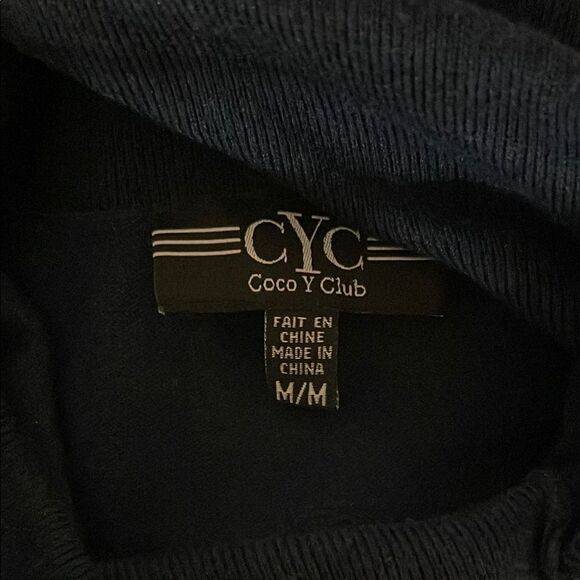 CYC
Coco Y Club
FAIT EN
CHINE
MADE IN
CHINA
M/M